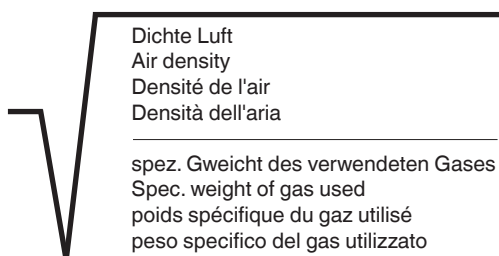 Dichte Luft
Air density
Densité de l'air
Densità dell'aria
spez. Gweicht des verwendeten Gases
Spec. weight of gas used
poids spécifique du gaz utilisé
peso specifico del gas utilizzato